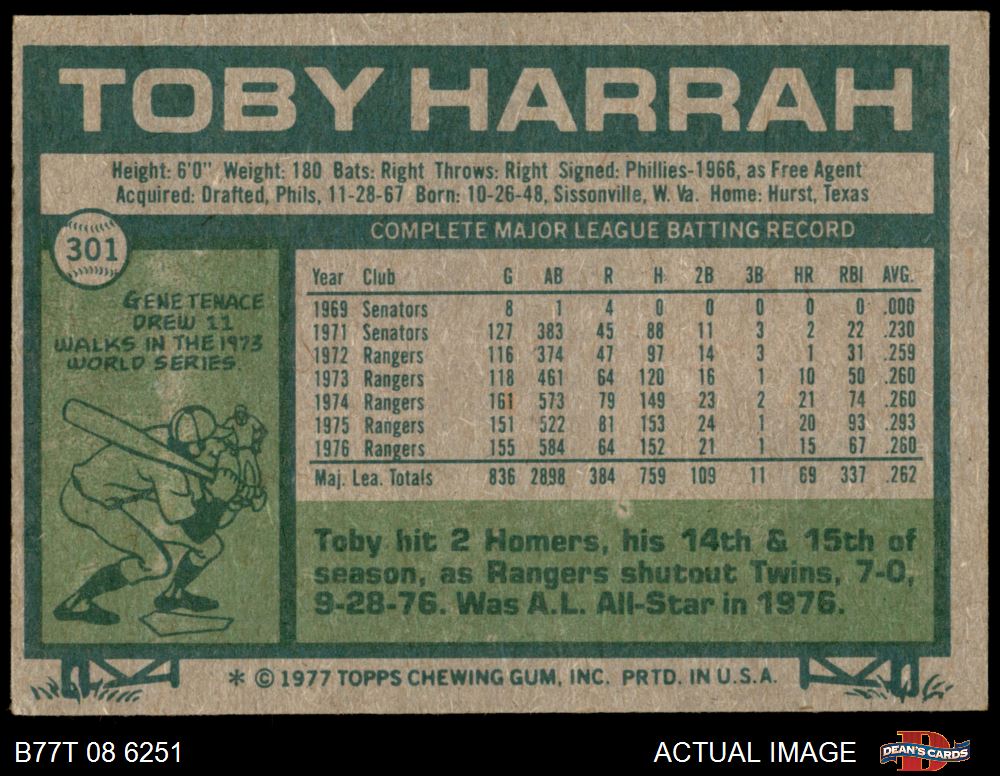 TOBY HARRAH
Height: 6'0" Weight: 180 Bats: Right Throws: Right Signed: Phillies-1966, as Free Agent
Acquired: Drafted, Phils, 11-28-67 Born: 10-26-48, Sissonville, W. Va. Home: Hurst, Texas
301
GENE TENACE
DREW 11
WALKS IN THE 1973
WORLD SERIES.
COMPLETE MAJOR LEAGUE BATTING RECORD
Year Club G AB R H 2B 3B HR RBI AVG.
1969 Senators 8 1 4 0 0 0 0 0 .000
1971 Senators 127 383 45 88 11 3 2 22 .230
1972 Rangers 116 374 47 97 14 3 1 31 .259
1973 Rangers 118 461 64 120 16 1 10 50 .260
1974 Rangers 161 573 79 149 23 2 21 74 .260
1975 Rangers 151 522 81 153 24 1 20 93 .293
1976 Rangers 155 584 64 152 21 1 15 67 .260
Maj. Lea. Totals 836 2898 384 759 109 11 69 337 .262
Toby hit 2 Homers, his 14th & 15th of
season, as Rangers shutout Twins, 7-0,
9-28-76. Was A.L. All-Star in 1976.
* © 1977 TOPPS CHEWING GUM, INC. PRTD. IN U.S.A.
B77T 08 6251
ACTUAL IMAGE
D
DEAN'S CARDS